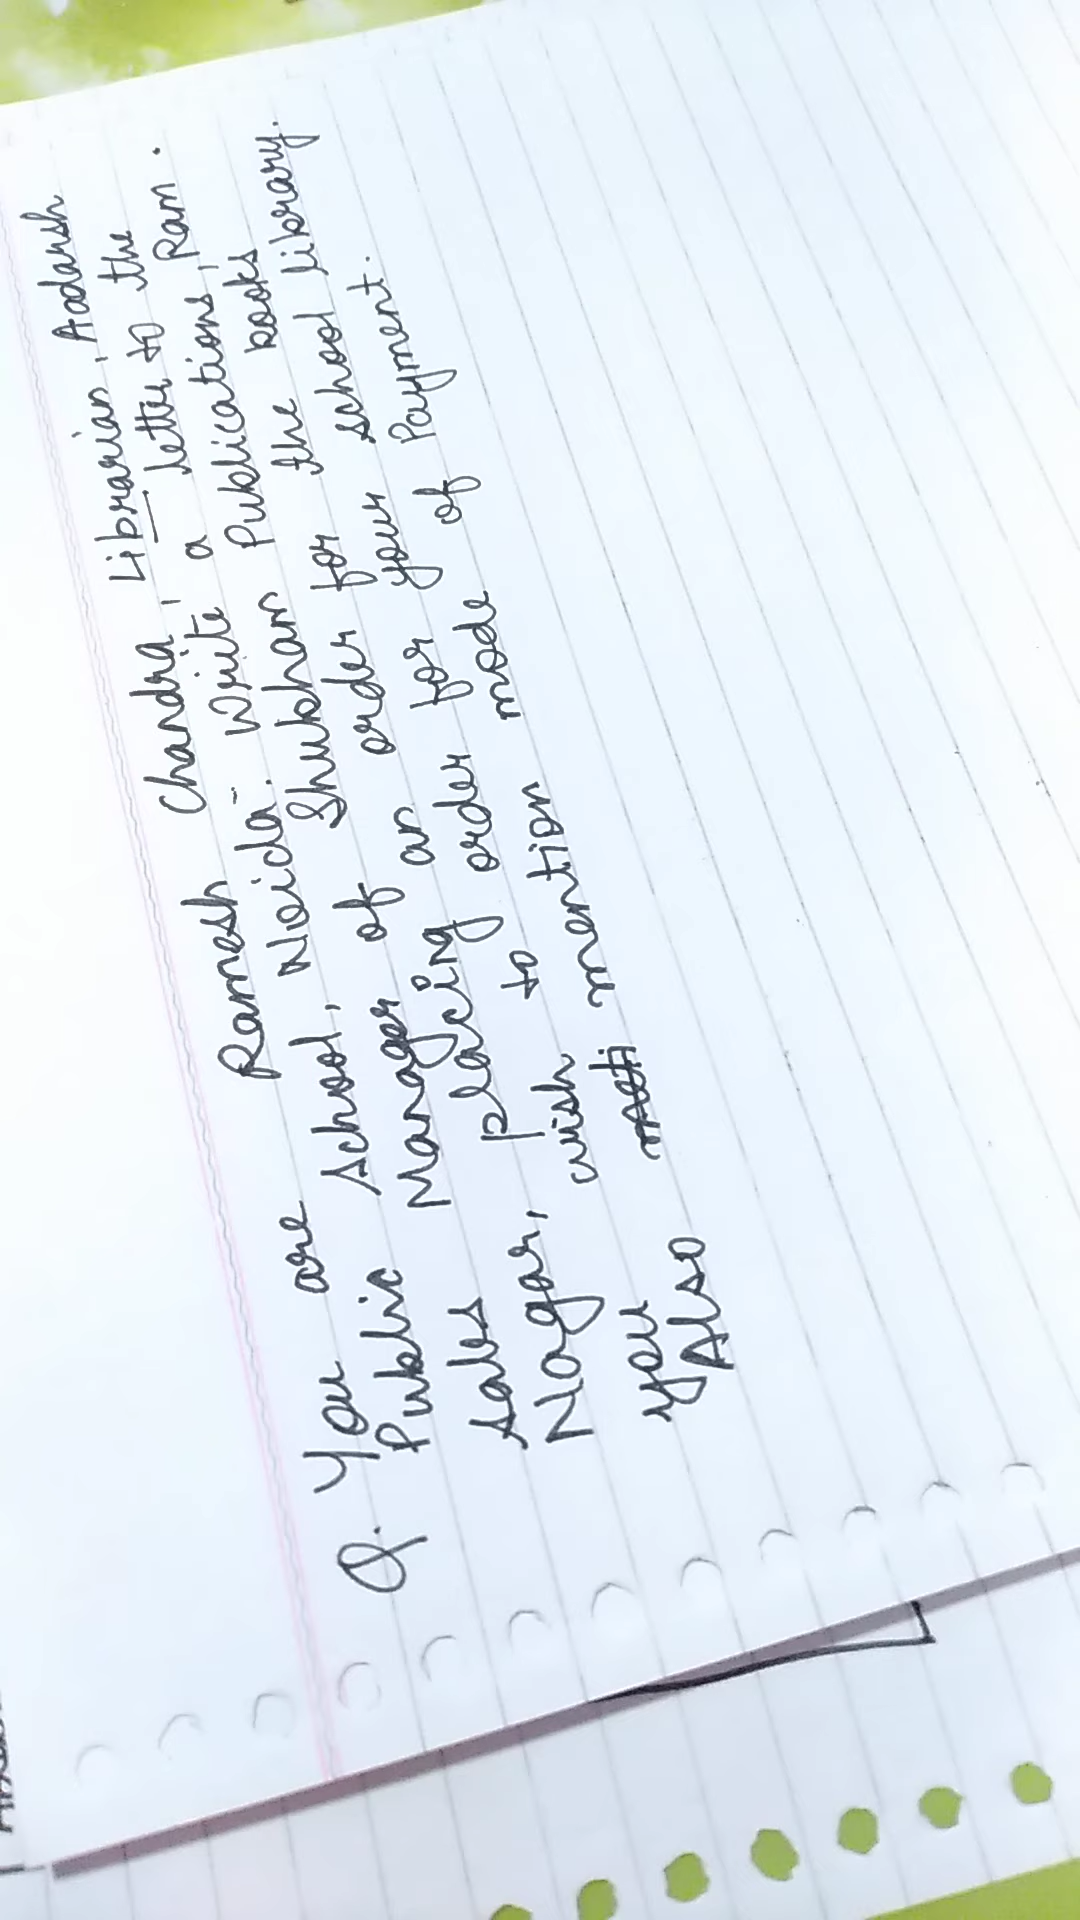 Q. You are Ramesh Chandra, Librarian, Aadarsh
Public School, Noida. Write a letter to the
sales Manager of Shubham Publications, Ram.
Nagar, placing an order for the books
you wish to order for your school library.
Also mention mode of Payment.